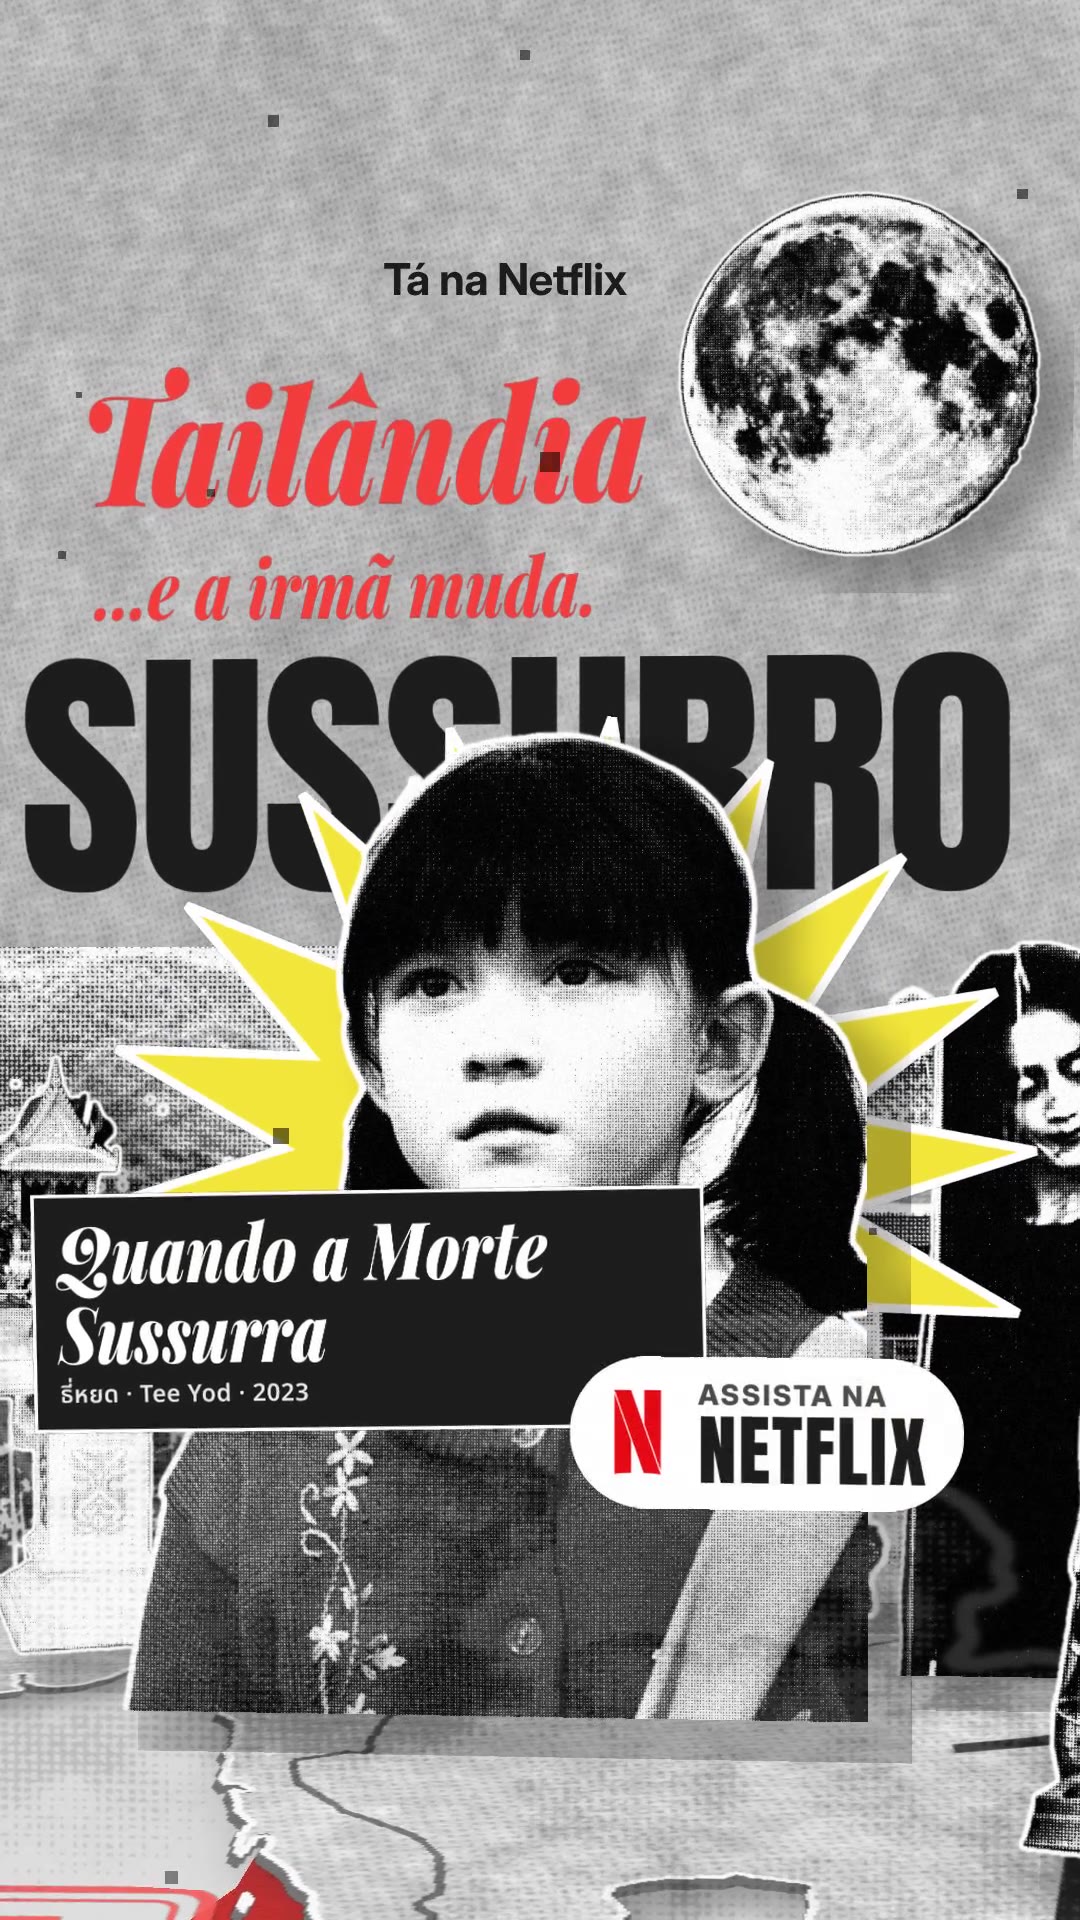 Tá na Netflix
Tailândia
...e a irmã muda.
SUSSURRO
Quando a Morte
Sussurra
ธี่หยด · Tee Yod · 2023
N
ASSISTA NA
NETFLIX